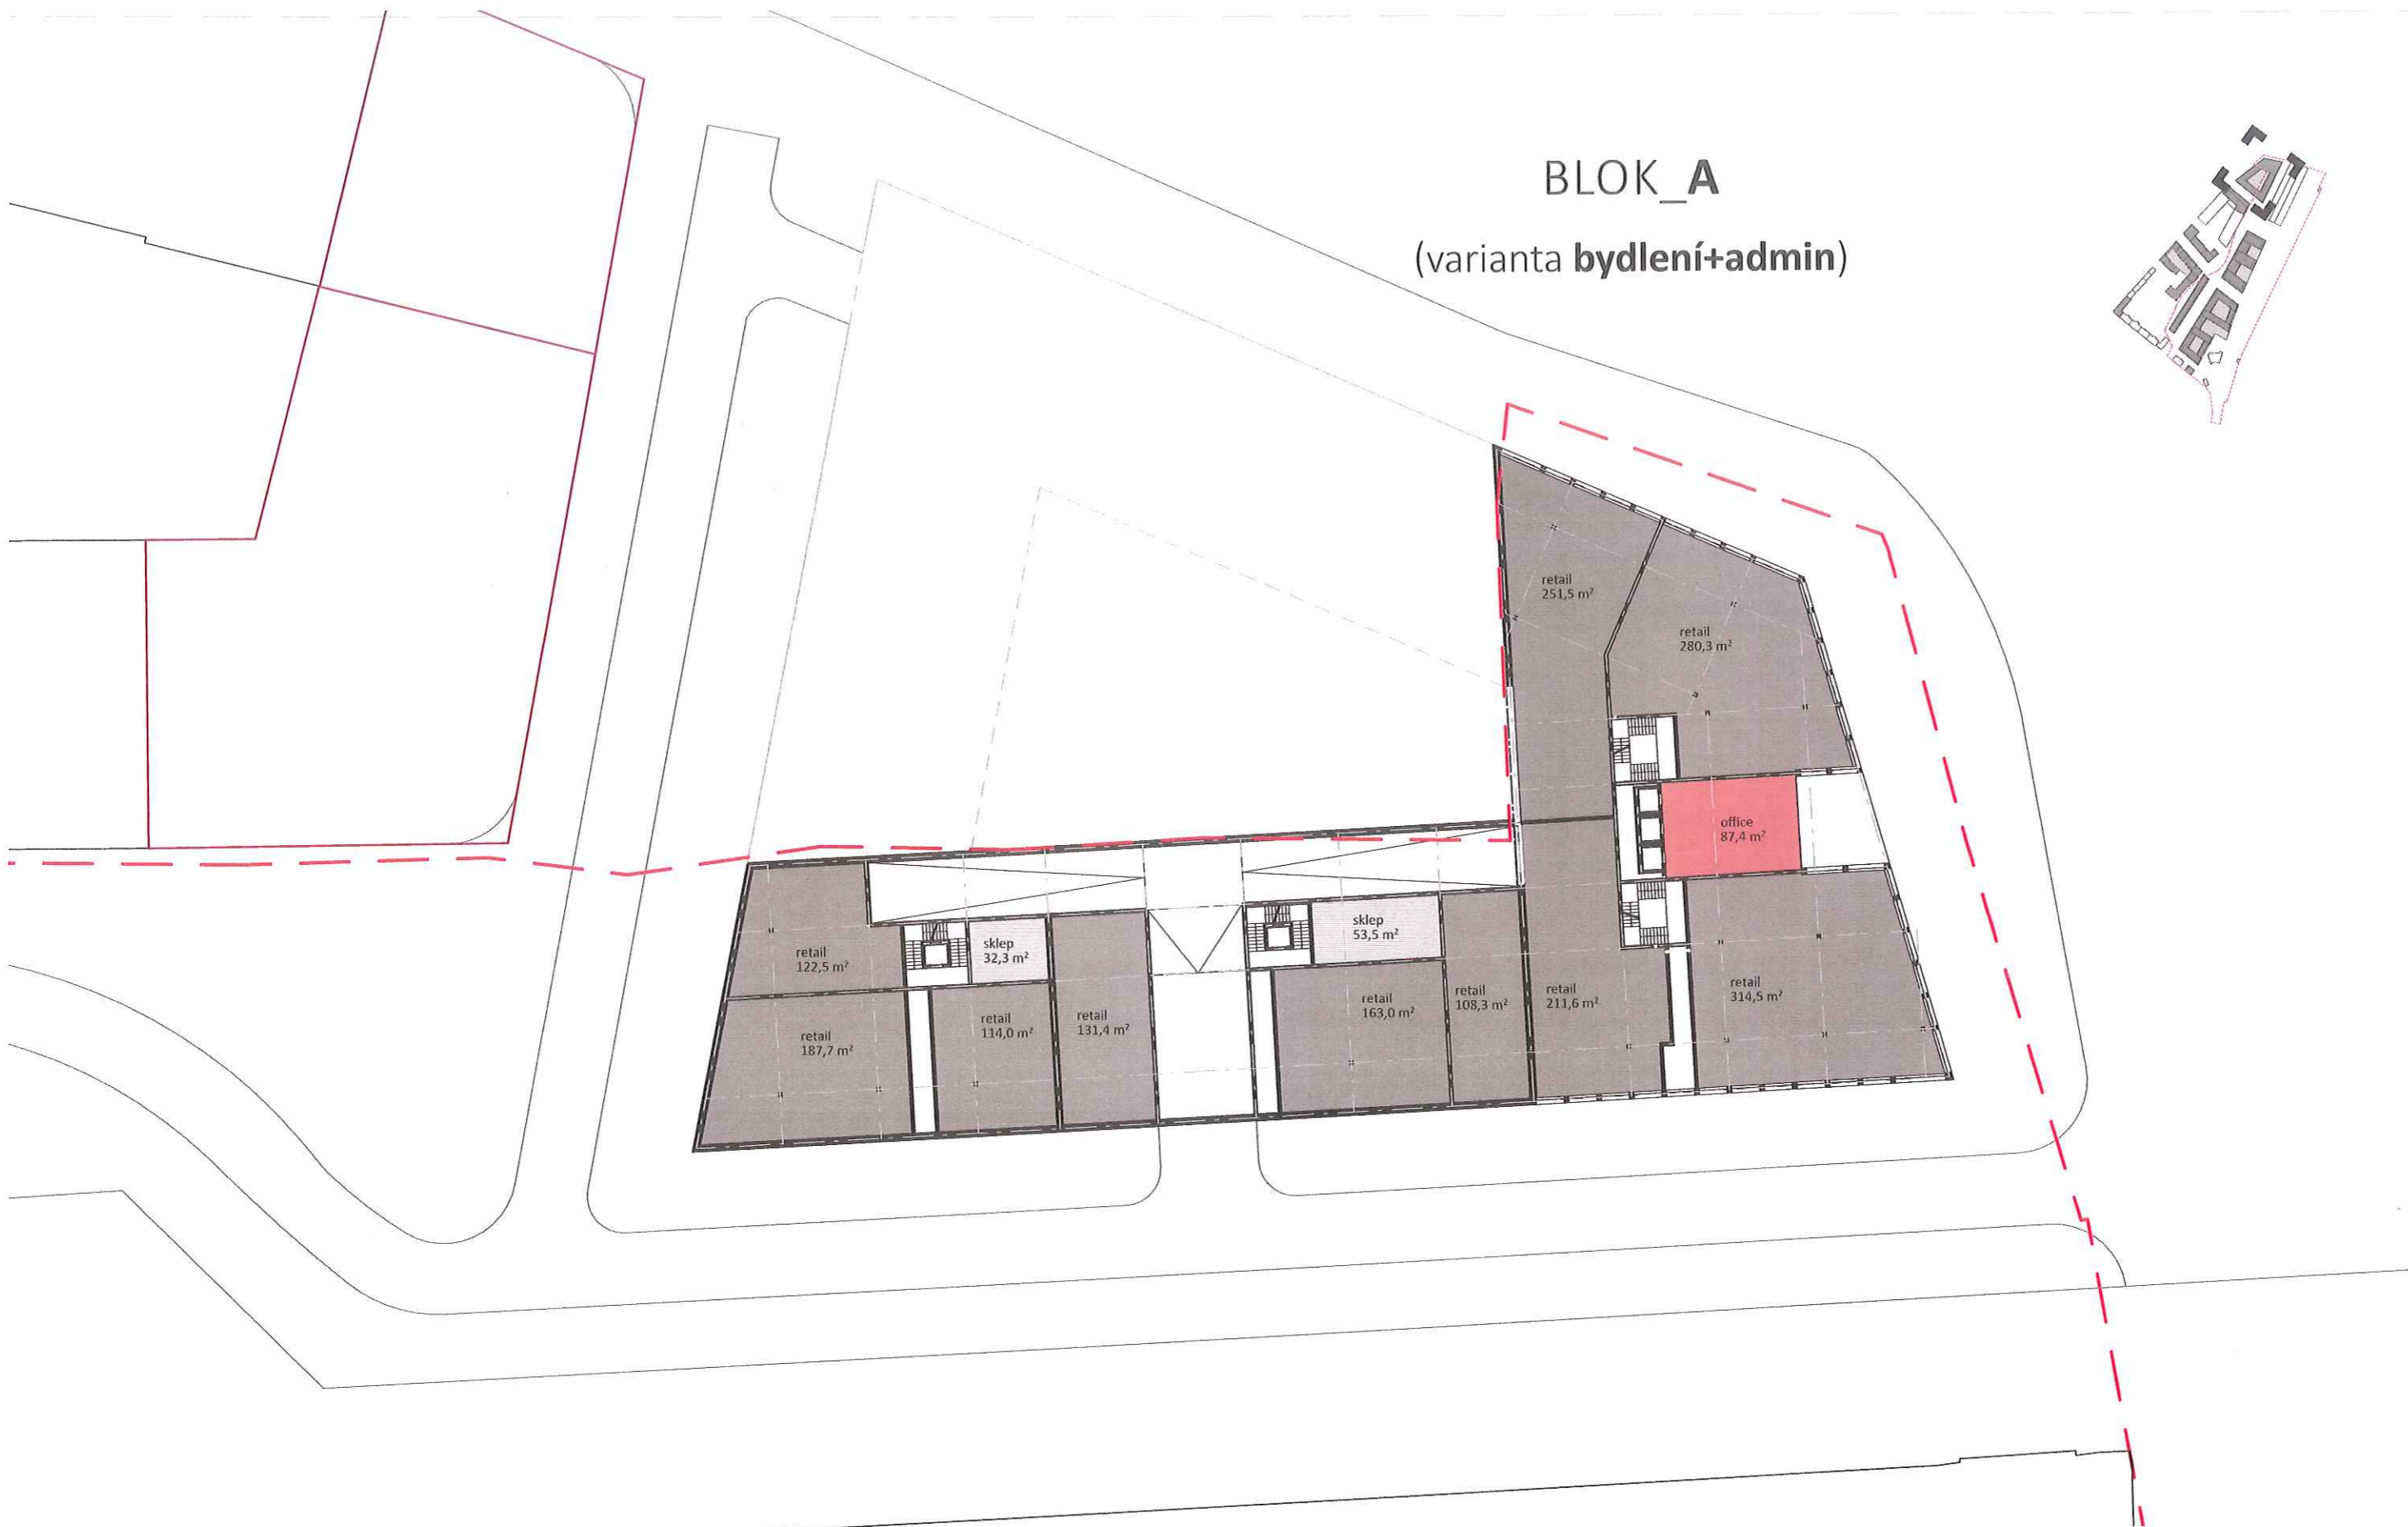 BLOK_A
(varianta bydlení+admin)
retail
251,5 m²
retail
280,3 m²
office
87,4 m²
sklep
53,5 m²
sklep
32,3 m²
retail
122,5 m²
retail
187,7 m²
retail
114,0 m²
retail
131,4 m²
retail
163,0 m²
retail
108,3 m²
retail
211,6 m²
retail
314,5 m²